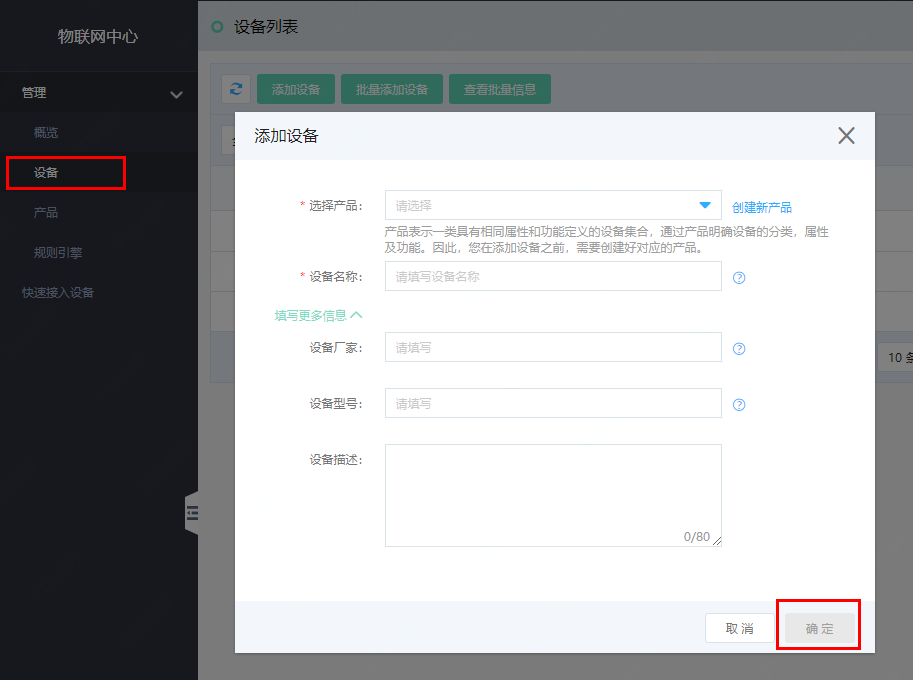 物联网中心
管理
概览
设备
产品
规则引擎
快速接入设备
设备列表
添加设备
批量添加设备
查看批量信息
添加设备
* 选择产品:
请选择
创建新产品
产品表示一类具有相同属性和功能定义的设备集合，通过产品明确设备的分类，属性
及功能。因此，您在添加设备之前，需要创建好对应的产品。
* 设备名称:
请填写设备名称
填写更多信息
设备厂家:
请填写
设备型号:
请填写
设备描述:
0/80
10 条
取 消
确 定